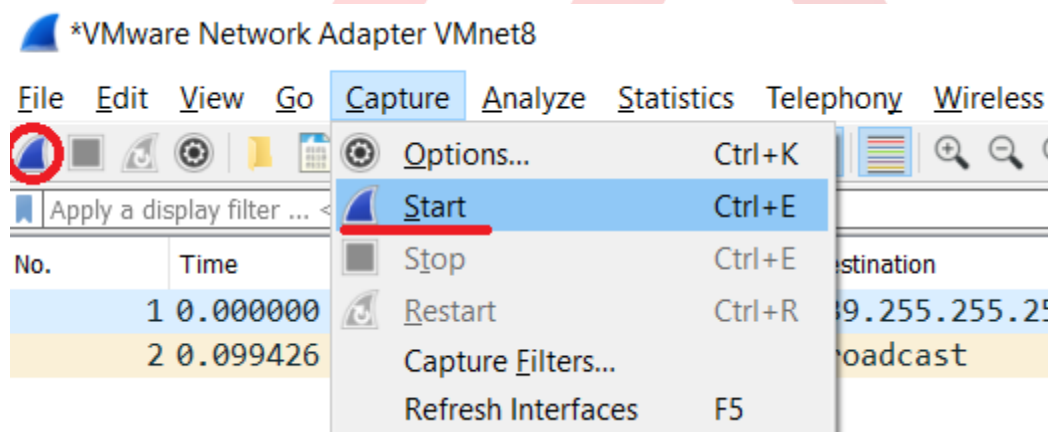 *VMware Network Adapter VMnet8
File Edit View Go Capture Analyze Statistics Telephony Wireless
Options... Ctrl+K
Apply a display filter ... <
Start Ctrl+E
Stop Ctrl+E
No. Time estination
1 0.000000 Restart Ctrl+R 39.255.255.25
2 0.099426 Capture Filters... roadcast
Refresh Interfaces F5